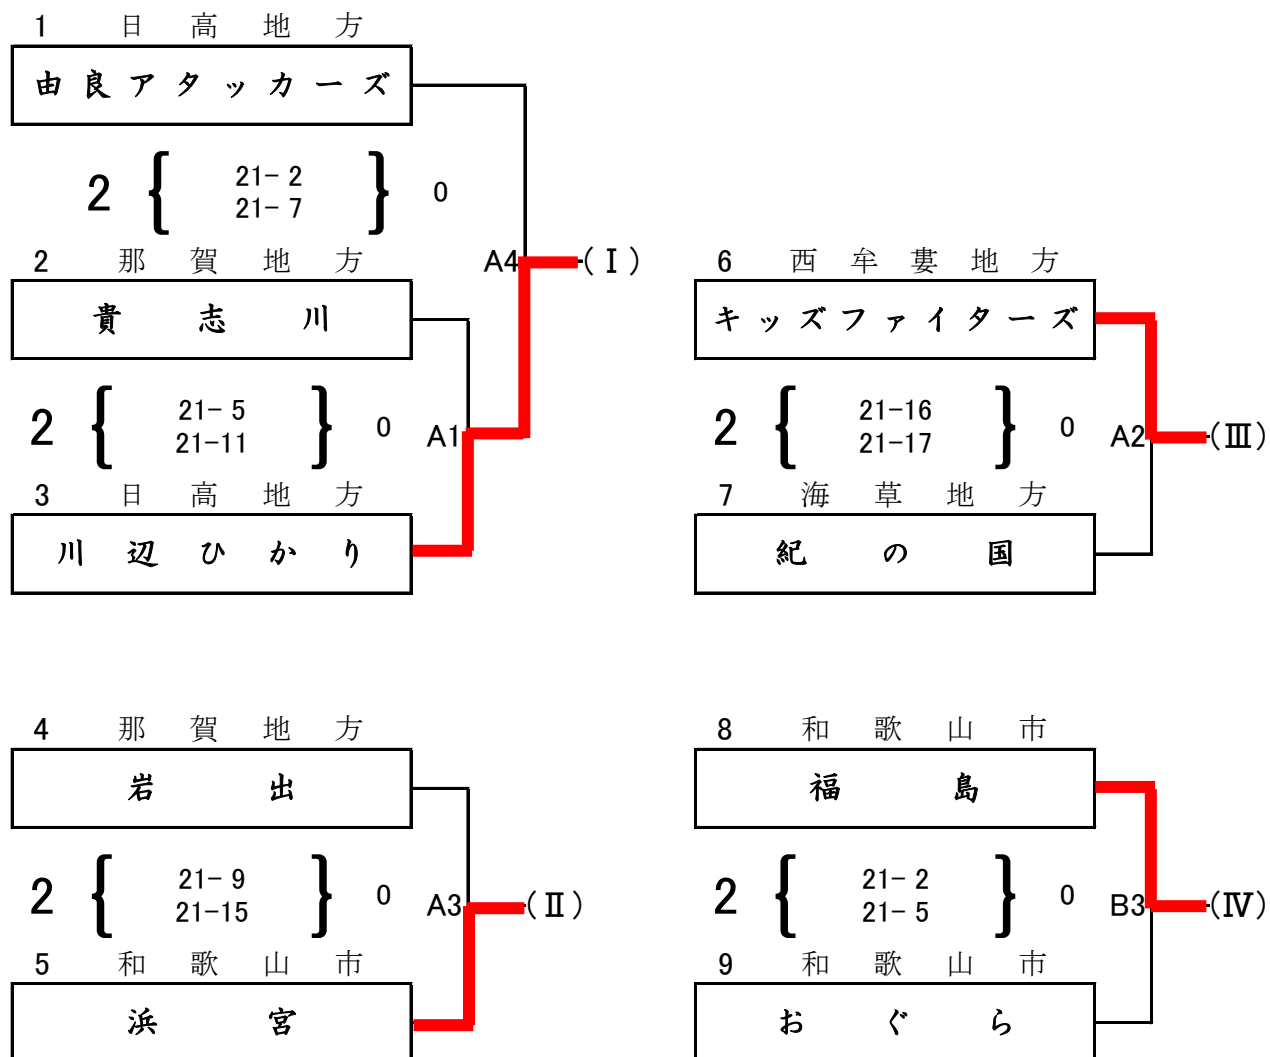 1 日高地方
由良アタッカーズ
2 { 21- 2 } 0
21- 7
2 那賀地方
A4 (Ⅰ)
貴志川
2 { 21- 5 } 0
21-11
A1
3 日高地方
川辺ひかり
4 那賀地方
岩出
2 { 21- 9 } 0
21-15
A3 (Ⅱ)
5 和歌山市
浜宮
6 西牟婁地方
キッズファイターズ
2 { 21-16 } 0
21-17
A2 (Ⅲ)
7 海草地方
紀の国
8 和歌山市
福島
2 { 21- 2 } 0
21- 5
B3 (Ⅳ)
9 和歌山市
おぐら